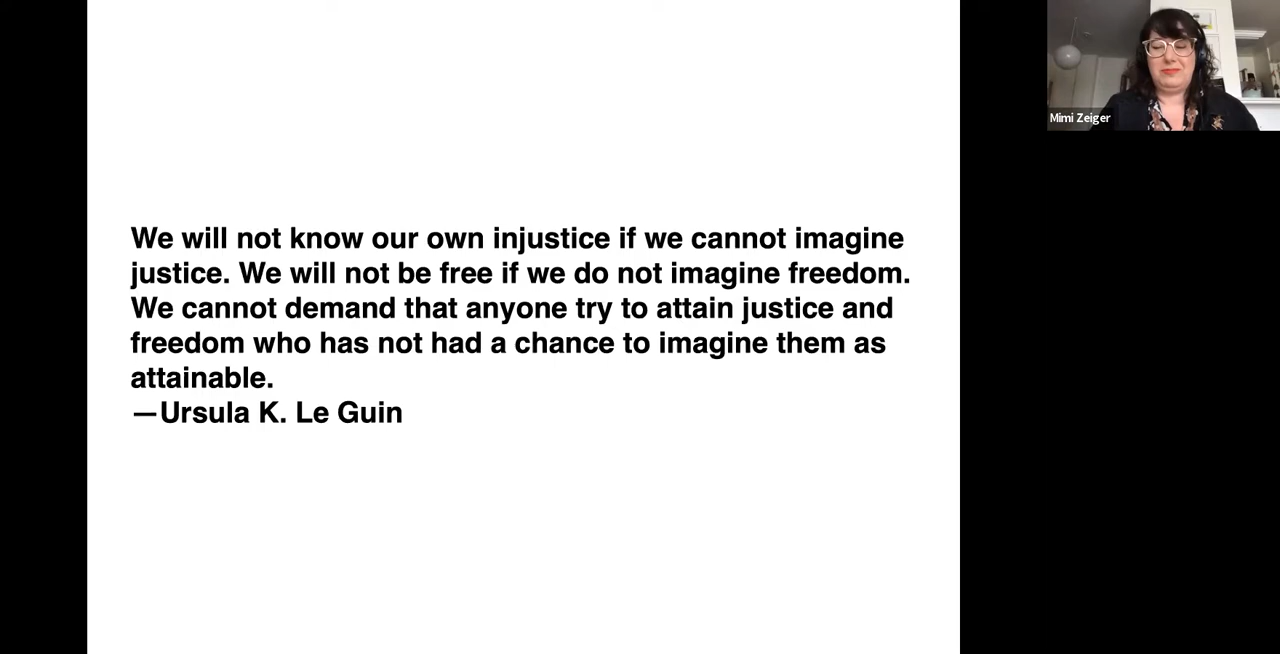 We will not know our own injustice if we cannot imagine
justice. We will not be free if we do not imagine freedom.
We cannot demand that anyone try to attain justice and
freedom who has not had a chance to imagine them as
attainable.
—Ursula K. Le Guin
Mimi Zeiger